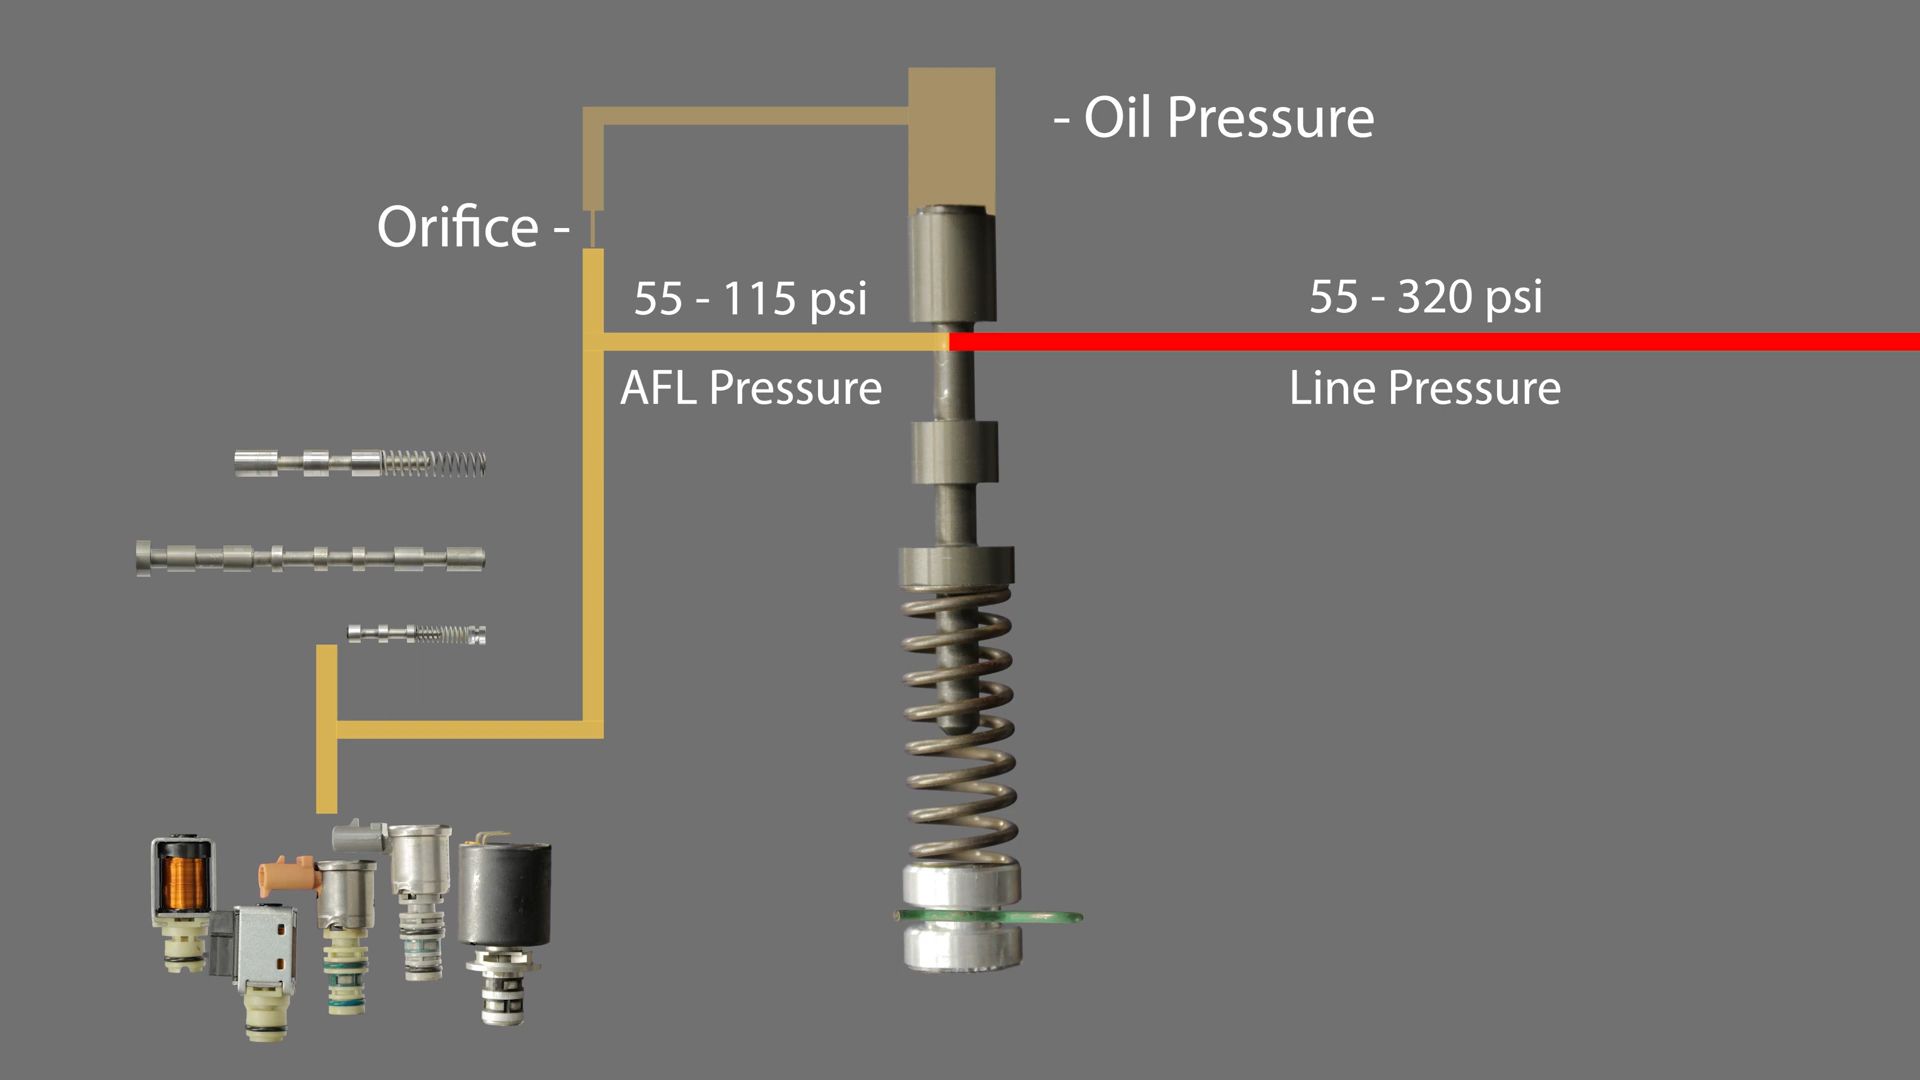 - Oil Pressure
Orifice -
55 - 115 psi
55 - 320 psi
AFL Pressure
Line Pressure